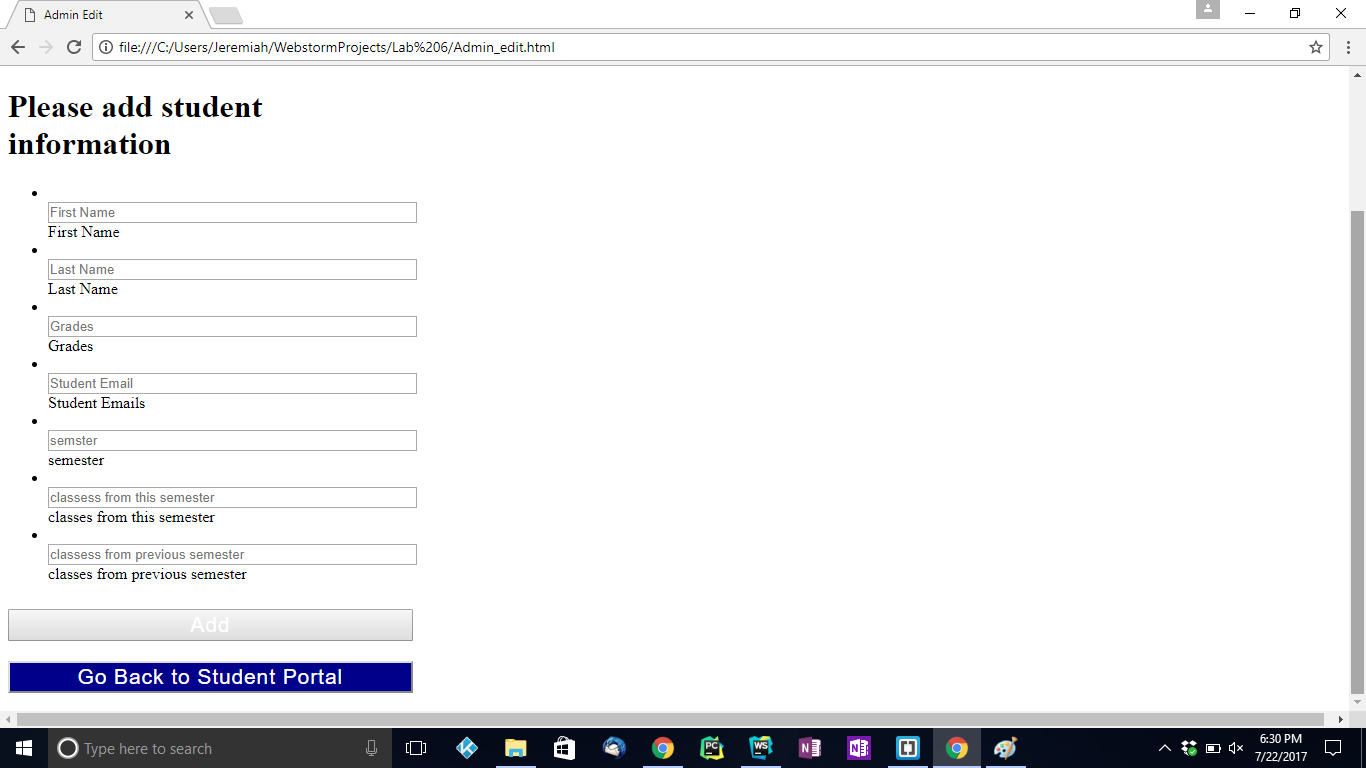 Admin Edit
file:///C:/Users/Jeremiah/WebstormProjects/Lab%206/Admin_edit.html
Please add student
information
First Name
First Name
Last Name
Last Name
Grades
Grades
Student Email
Student Emails
semster
semester
classess from this semester
classes from this semester
classess from previous semester
classes from previous semester
Add
Go Back to Student Portal
Type here to search
PC
WS
N
N
6:30 PM
7/22/2017